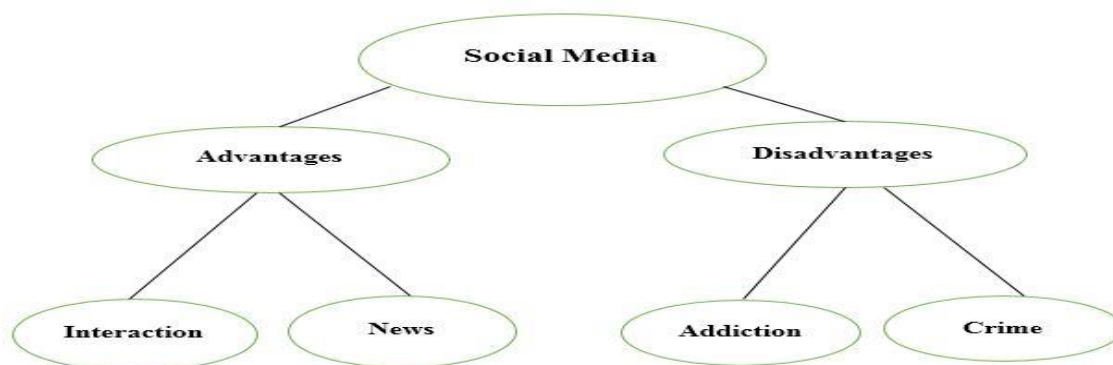 Social Media
Advantages
Disadvantages
Interaction
News
Addiction
Crime